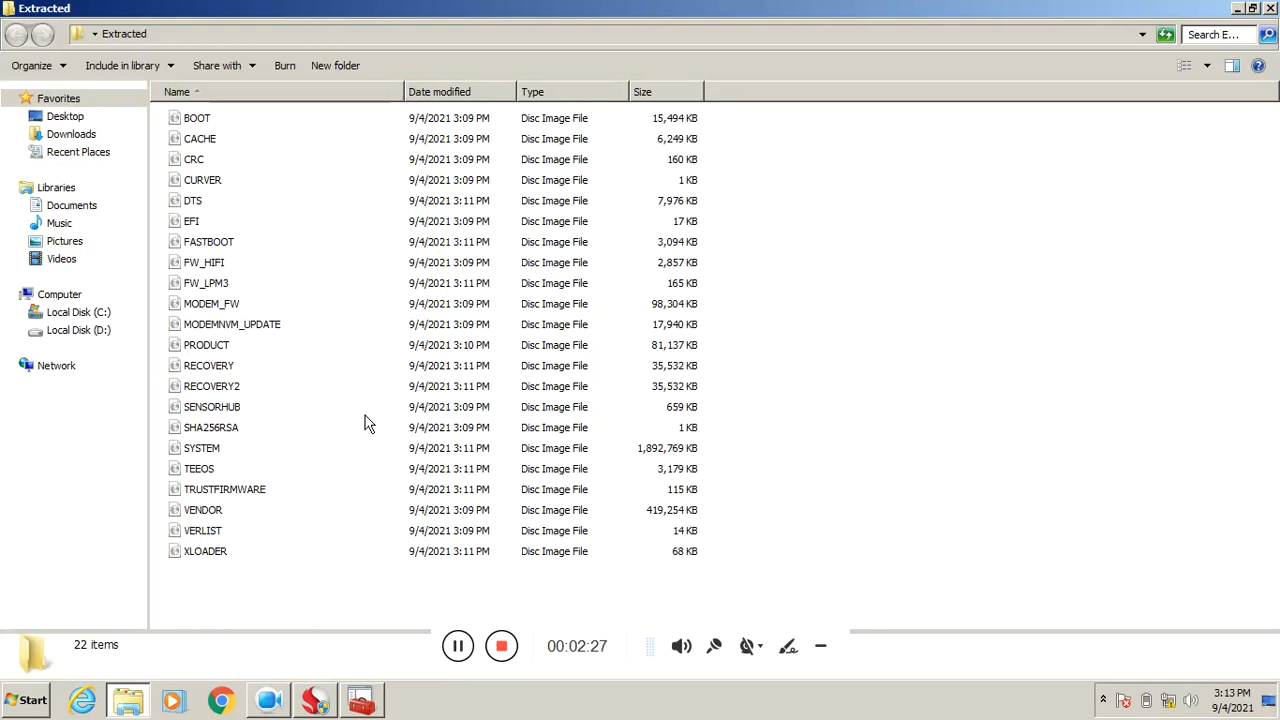 Extracted
Extracted
Search E...
Organize Include in library Share with Burn New folder
Favorites
Desktop
Downloads
Recent Places
Libraries
Documents
Music
Pictures
Videos
Computer
Local Disk (C:)
Local Disk (D:)
Network
Name Date modified Type Size
BOOT 9/4/2021 3:09 PM Disc Image File 15,494 KB
CACHE 9/4/2021 3:09 PM Disc Image File 6,249 KB
CRC 9/4/2021 3:09 PM Disc Image File 160 KB
CURVER 9/4/2021 3:09 PM Disc Image File 1 KB
DTS 9/4/2021 3:11 PM Disc Image File 7,976 KB
EFI 9/4/2021 3:09 PM Disc Image File 17 KB
FASTBOOT 9/4/2021 3:11 PM Disc Image File 3,094 KB
FW_HIFI 9/4/2021 3:09 PM Disc Image File 2,857 KB
FW_LPM3 9/4/2021 3:11 PM Disc Image File 165 KB
MODEM_FW 9/4/2021 3:09 PM Disc Image File 98,304 KB
MODEMNVM_UPDATE 9/4/2021 3:09 PM Disc Image File 17,940 KB
PRODUCT 9/4/2021 3:10 PM Disc Image File 81,137 KB
RECOVERY 9/4/2021 3:11 PM Disc Image File 35,532 KB
RECOVERY2 9/4/2021 3:11 PM Disc Image File 35,532 KB
SENSORHUB 9/4/2021 3:09 PM Disc Image File 659 KB
SHA256RSA 9/4/2021 3:09 PM Disc Image File 1 KB
SYSTEM 9/4/2021 3:11 PM Disc Image File 1,892,769 KB
TEEOS 9/4/2021 3:11 PM Disc Image File 3,179 KB
TRUSTFIRMWARE 9/4/2021 3:11 PM Disc Image File 115 KB
VENDOR 9/4/2021 3:09 PM Disc Image File 419,254 KB
VERLIST 9/4/2021 3:09 PM Disc Image File 14 KB
XLOADER 9/4/2021 3:11 PM Disc Image File 68 KB
22 items
00:02:27
Start
3:13 PM
9/4/2021